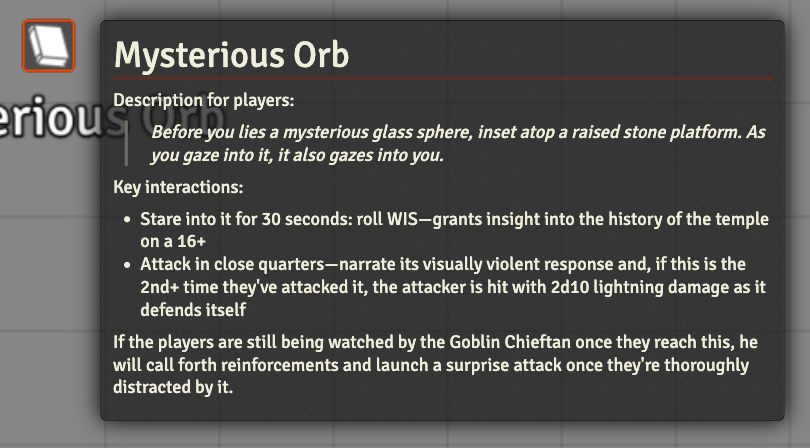 Mysterious Orb
erious Orb
Description for players:
Before you lies a mysterious glass sphere, inset atop a raised stone platform. As
you gaze into it, it also gazes into you.
Key interactions:
Stare into it for 30 seconds: roll WIS—grants insight into the history of the temple
on a 16+
Attack in close quarters—narrate its visually violent response and, if this is the
2nd+ time they've attacked it, the attacker is hit with 2d10 lightning damage as it
defends itself
If the players are still being watched by the Goblin Chieftan once they reach this, he
will call forth reinforcements and launch a surprise attack once they're thoroughly
distracted by it.